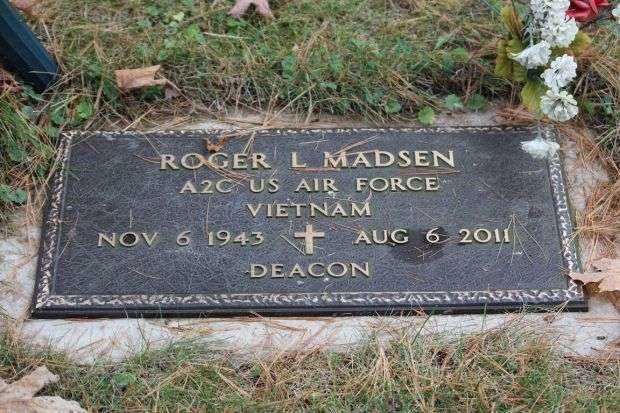 ROGER L MADSEN
A2C US AIR FORCE
VIETNAM
NOV 6 1943 AUG 6 2011
DEACON